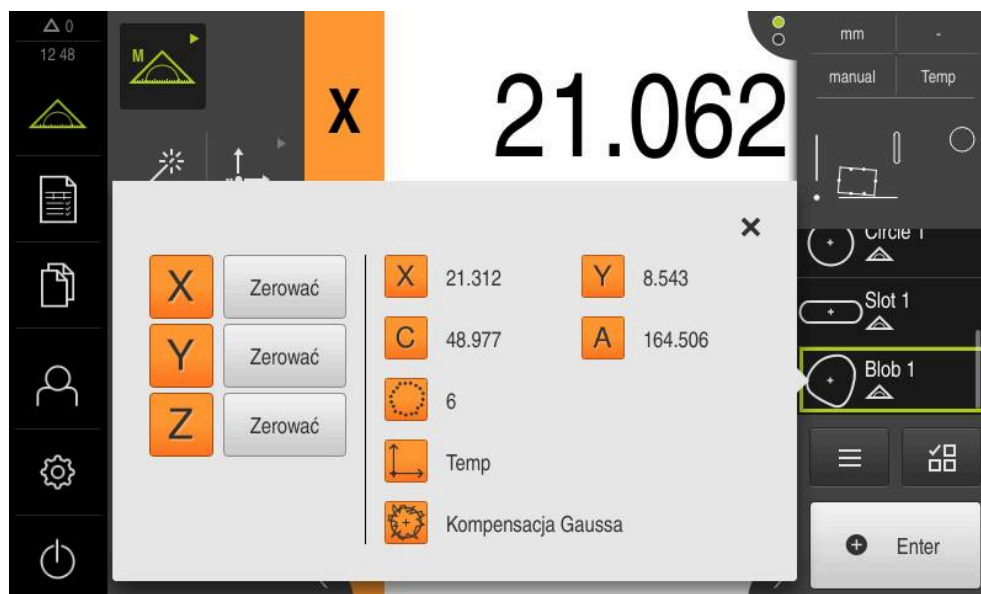 0
12 48
M
X
21.062
mm
-
manual
Temp
Circle 1
Slot 1
Blob 1
Enter
X
Zerować
Y
Zerować
Z
Zerować
X
21.312
Y
8.543
C
48.977
A
164.506
6
Temp
Kompensacja Gaussa